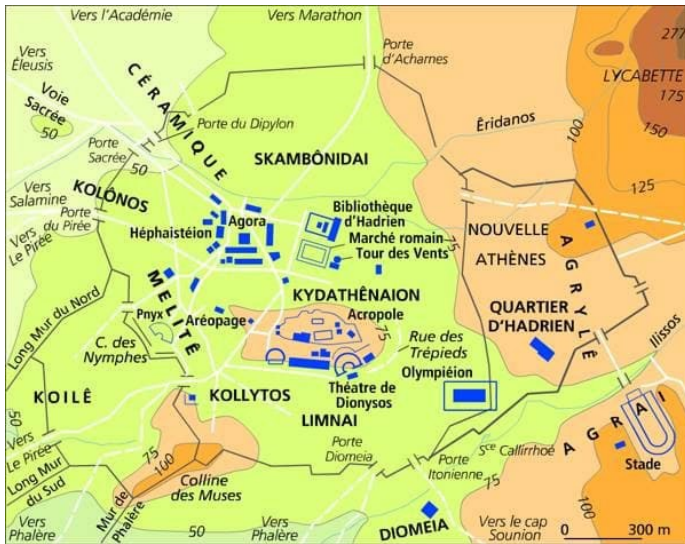 Vers l'Académie
Vers Marathon
277
Vers
Éleusis
Porte
d'Acharnes
LYCABETTE
175
Voie
Sacrée
CÉRAMIQUE
Éridanos
100
150
50
Porte du Dipylon
Porte
Sacrée
50
SKAMBÔNIDAI
125
Vers
Salamine
KOLÔNOS
Bibliothèque
d'Hadrien
Porte
du Pirée
Agora
Héphaistéion
Marché romain
Tour des Vents
75
NOUVELLE
ATHÈNES
AGRYLÊ
Vers
Le Pirée
MELITÊ
KYDATHÊNAION
Acropole
QUARTIER
D'HADRIEN
Long Mur du Nord
Pnyx
Aréopage
75
Rue des
Trépieds
Ilissos
C. des
Nymphes
Olympiéion
KOILÊ
KOLLYTOS
Théâtre de
Dionysos
LIMNAI
50
Vers
Le Pirée
75
100
Porte
Diomeia
Sce Callirrhoé
AGRAI
Long Mur
du Sud
Colline
des Muses
Porte
Itonienne
75
Stade
Mur de
Phalère
100
Vers
Phalère
50
Vers
Phalère
DIOMEIA
Vers le cap
Sounion
0 300 m